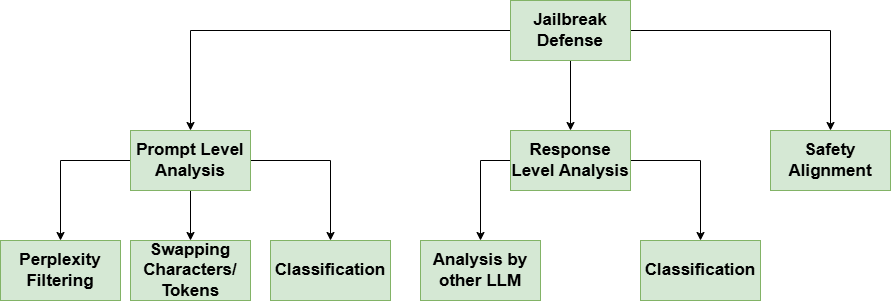 Jailbreak
Defense
Prompt Level
Analysis
Response
Level Analysis
Safety
Alignment
Perplexity
Filtering
Swapping
Characters/
Tokens
Classification
Analysis by
other LLM
Classification